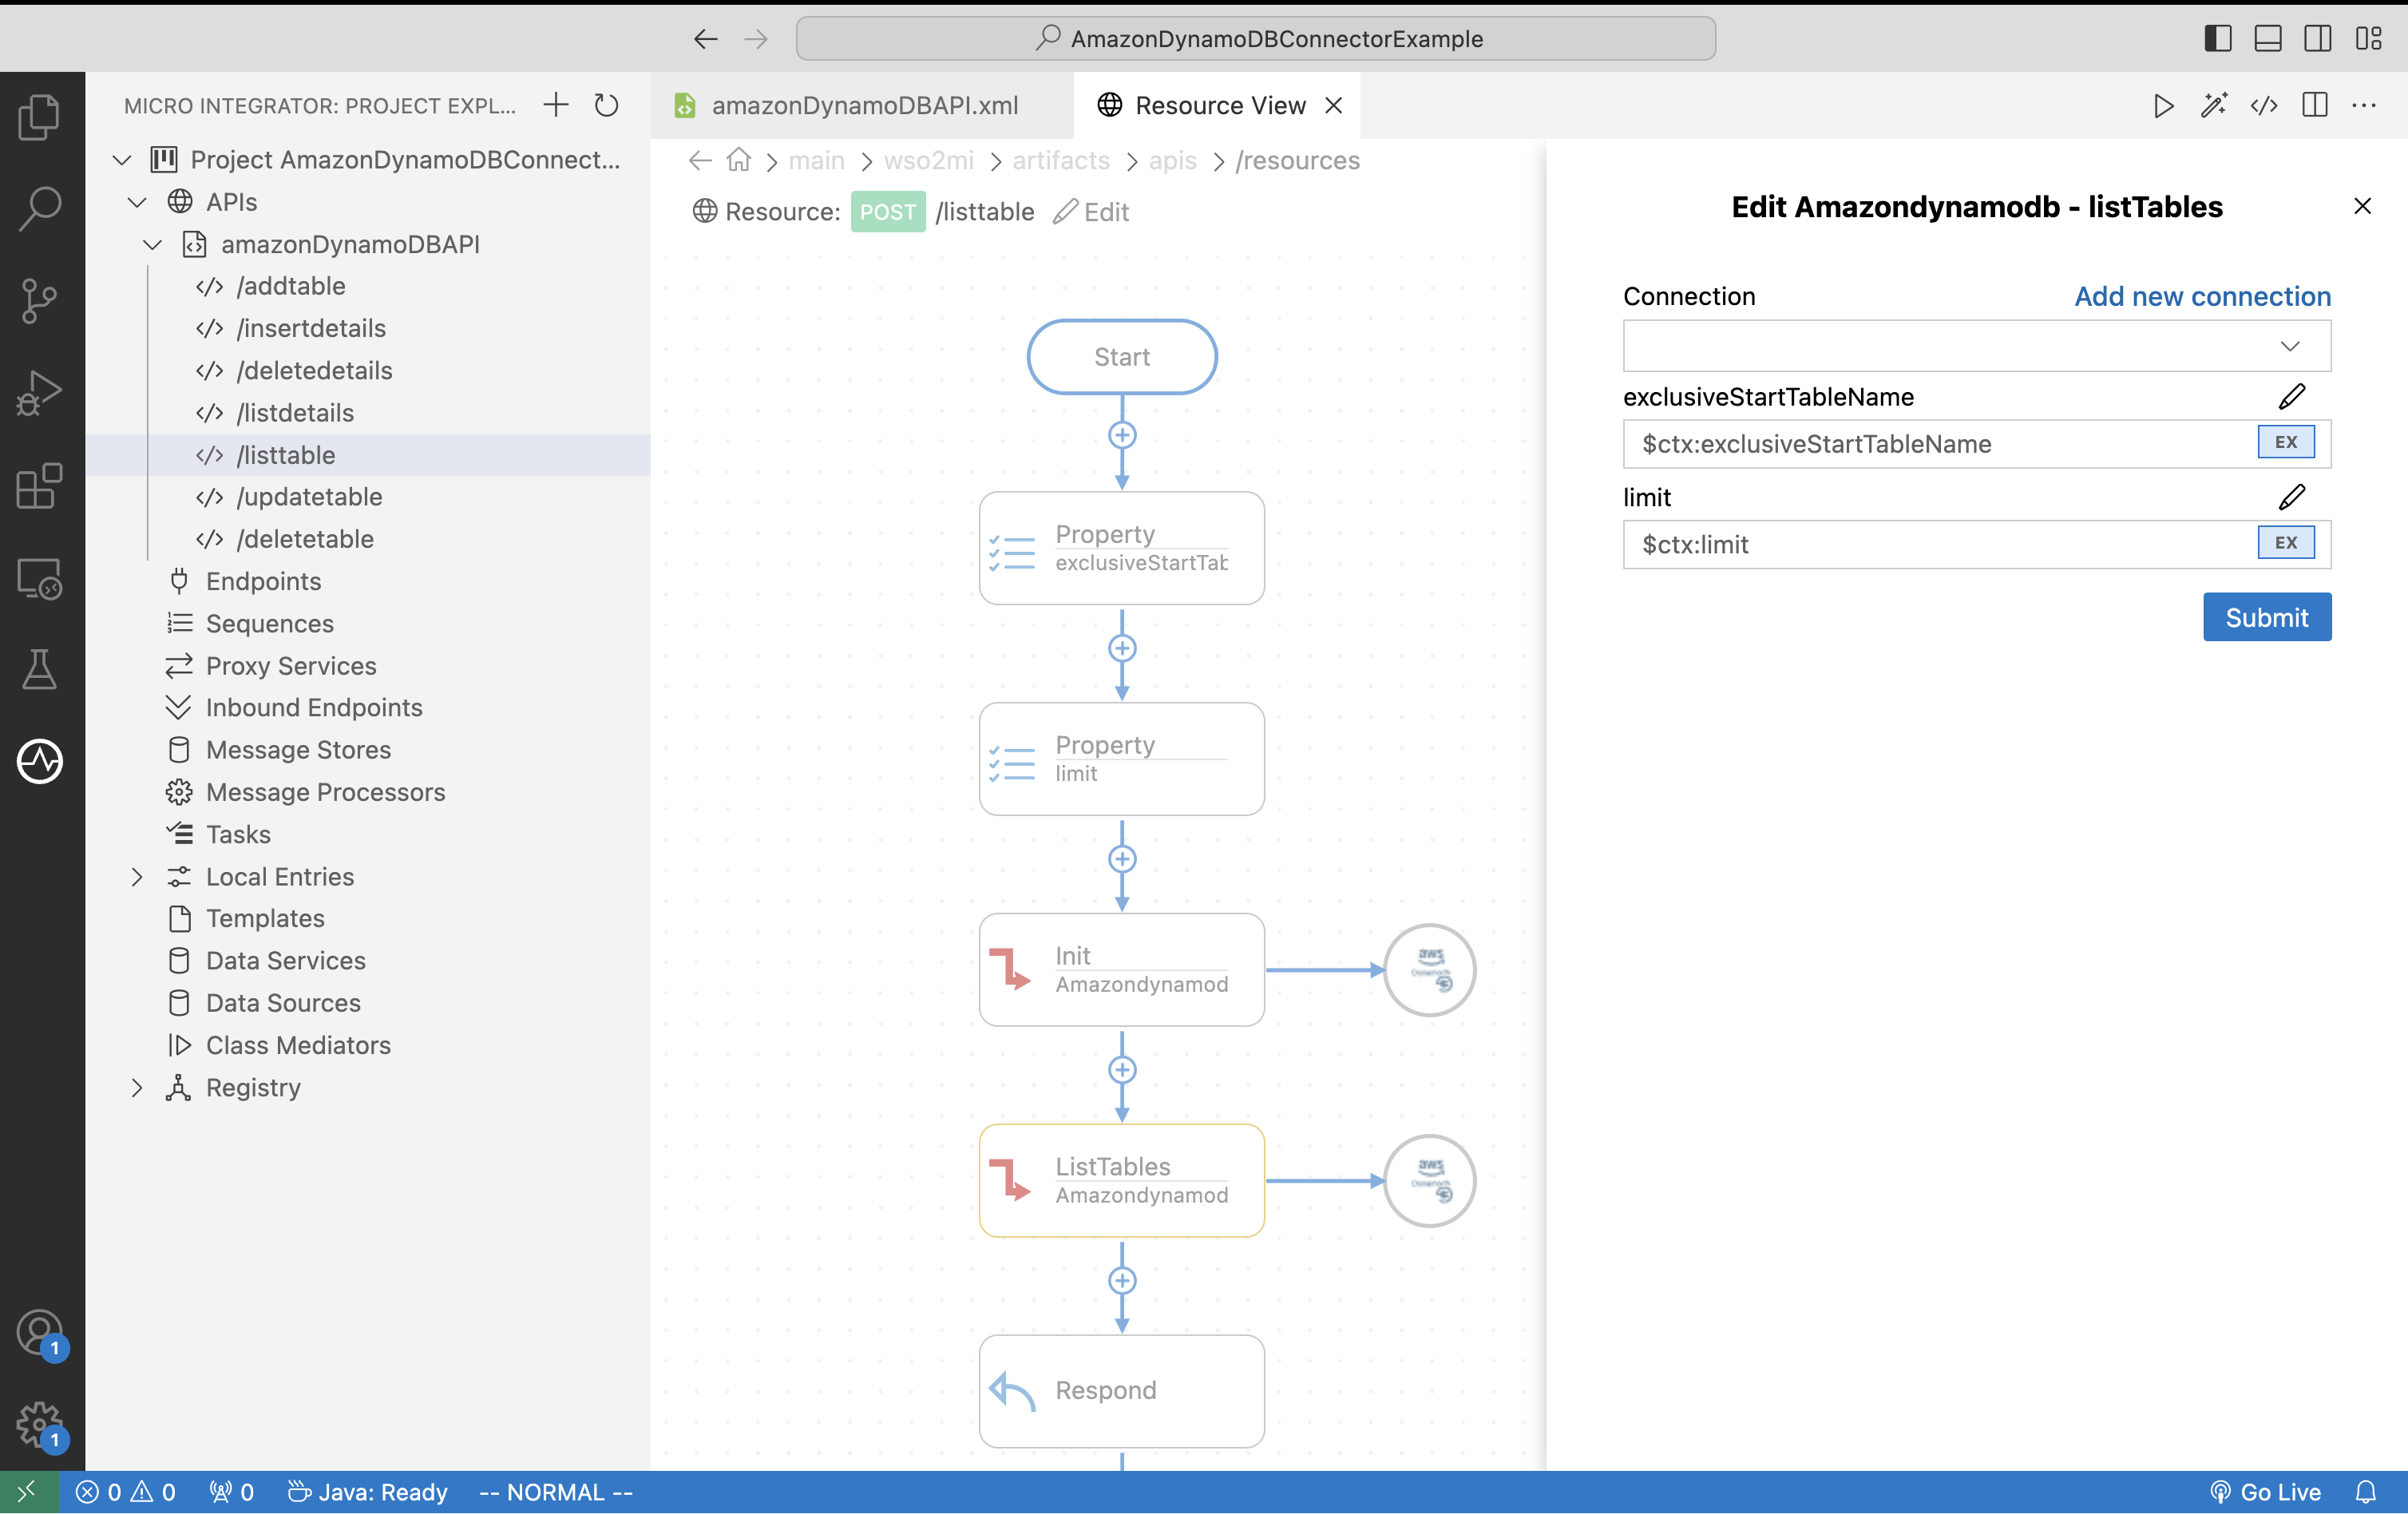 AmazonDynamoDBConnectorExample
MICRO INTEGRATOR: PROJECT EXPL...
Project AmazonDynamoDBConnect...
APIs
amazonDynamoDBAPI
/addtable
/insertdetails
/deletedetails
/listdetails
/listtable
/updatetable
/deletetable
Endpoints
Sequences
Proxy Services
Inbound Endpoints
Message Stores
Message Processors
Tasks
Local Entries
Templates
Data Services
Data Sources
Class Mediators
Registry
amazonDynamoDBAPI.xml
Resource View
main > wso2mi > artifacts > apis > /resources
Resource: POST /listtable Edit
Start
Property
exclusiveStartTab
Property
limit
Init
Amazondynamod
aws
ListTables
Amazondynamod
aws
Respond
Edit Amazondynamodb - listTables
Connection Add new connection
exclusiveStartTableName
$ctx:exclusiveStartTableName EX
limit
$ctx:limit EX
Submit
1
1
0 0 0 Java: Ready -- NORMAL -- Go Live